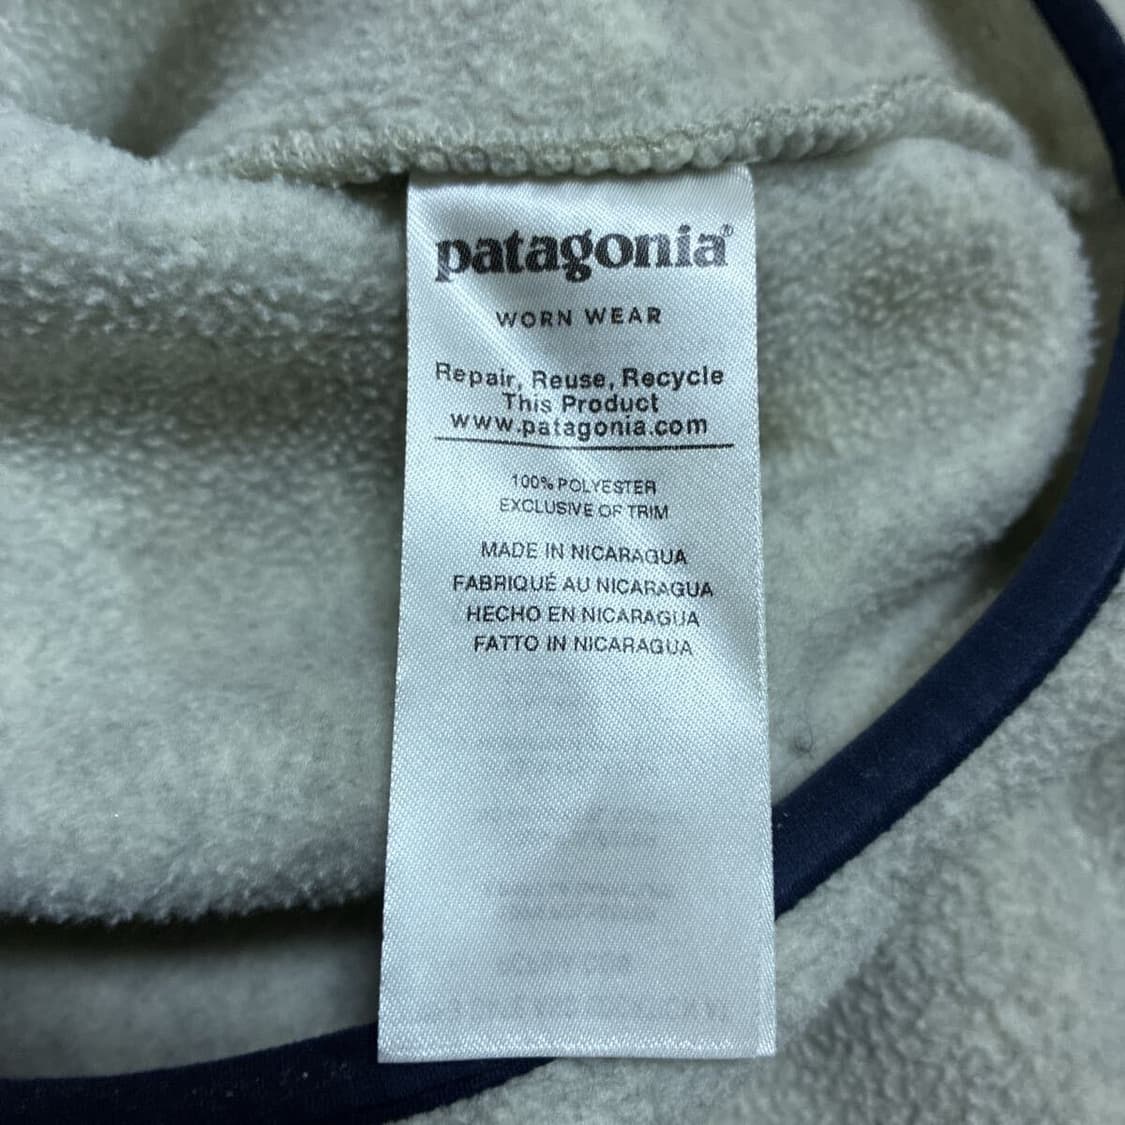 patagonia®
WORN WEAR
Repair, Reuse, Recycle
This Product
www.patagonia.com
100% POLYESTER
EXCLUSIVE OF TRIM
MADE IN NICARAGUA
FABRIQUÉ AU NICARAGUA
HECHO EN NICARAGUA
FATTO IN NICARAGUA